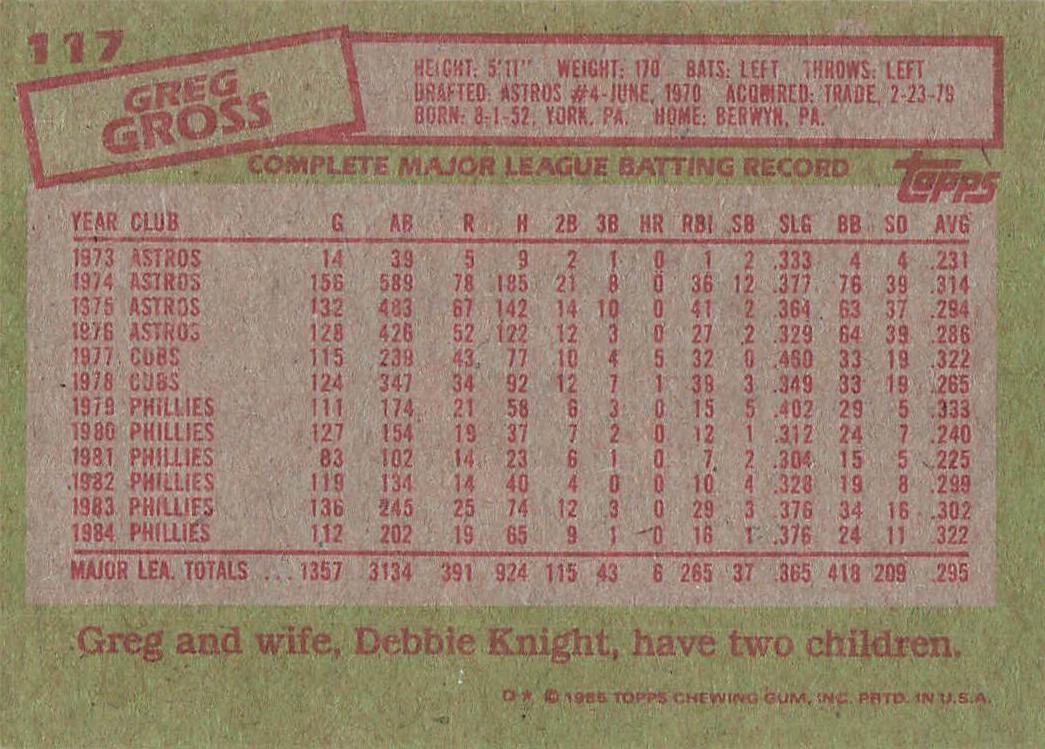 117
GREG
GROSS
HEIGHT: 5'11" WEIGHT: 170 BATS: LEFT THROWS: LEFT
DRAFTED: ASTROS #4-JUNE, 1970 ACQUIRED: TRADE, 2-23-79
BORN: 8-1-52, YORK, PA. HOME: BERWYN, PA.
COMPLETE MAJOR LEAGUE BATTING RECORD
topps
YEAR CLUB G AB R H 2B 3B HR RBI SB SLG BB SO AVG
1973 ASTROS 14 39 5 9 2 1 0 1 2 .333 4 4 .231
1974 ASTROS 156 589 78 185 21 8 0 36 12 .377 76 39 .314
1975 ASTROS 132 483 67 142 14 10 0 41 2 .364 63 37 .294
1976 ASTROS 128 426 52 122 12 3 0 27 2 .329 64 39 .286
1977 CUBS 115 239 43 77 10 4 5 32 0 .460 33 19 .322
1978 CUBS 124 347 34 92 12 7 1 39 3 .349 33 19 .265
1979 PHILLIES 111 174 21 58 6 3 0 15 5 .402 29 5 .333
1980 PHILLIES 127 154 19 37 7 2 0 12 1 .312 24 7 .240
1981 PHILLIES 83 102 14 23 6 1 0 7 2 .304 15 5 .225
1982 PHILLIES 119 134 14 40 4 0 0 10 4 .328 19 8 .299
1983 PHILLIES 136 245 25 74 12 3 0 29 3 .376 34 16 .302
1984 PHILLIES 112 202 19 65 9 1 0 16 1 .376 24 11 .322
MAJOR LEA. TOTALS ... 1357 3134 391 924 115 43 6 265 37 .365 418 209 .295
Greg and wife, Debbie Knight, have two children.
D* © 1985 TOPPS CHEWING GUM, INC. PRTD. IN U.S.A.